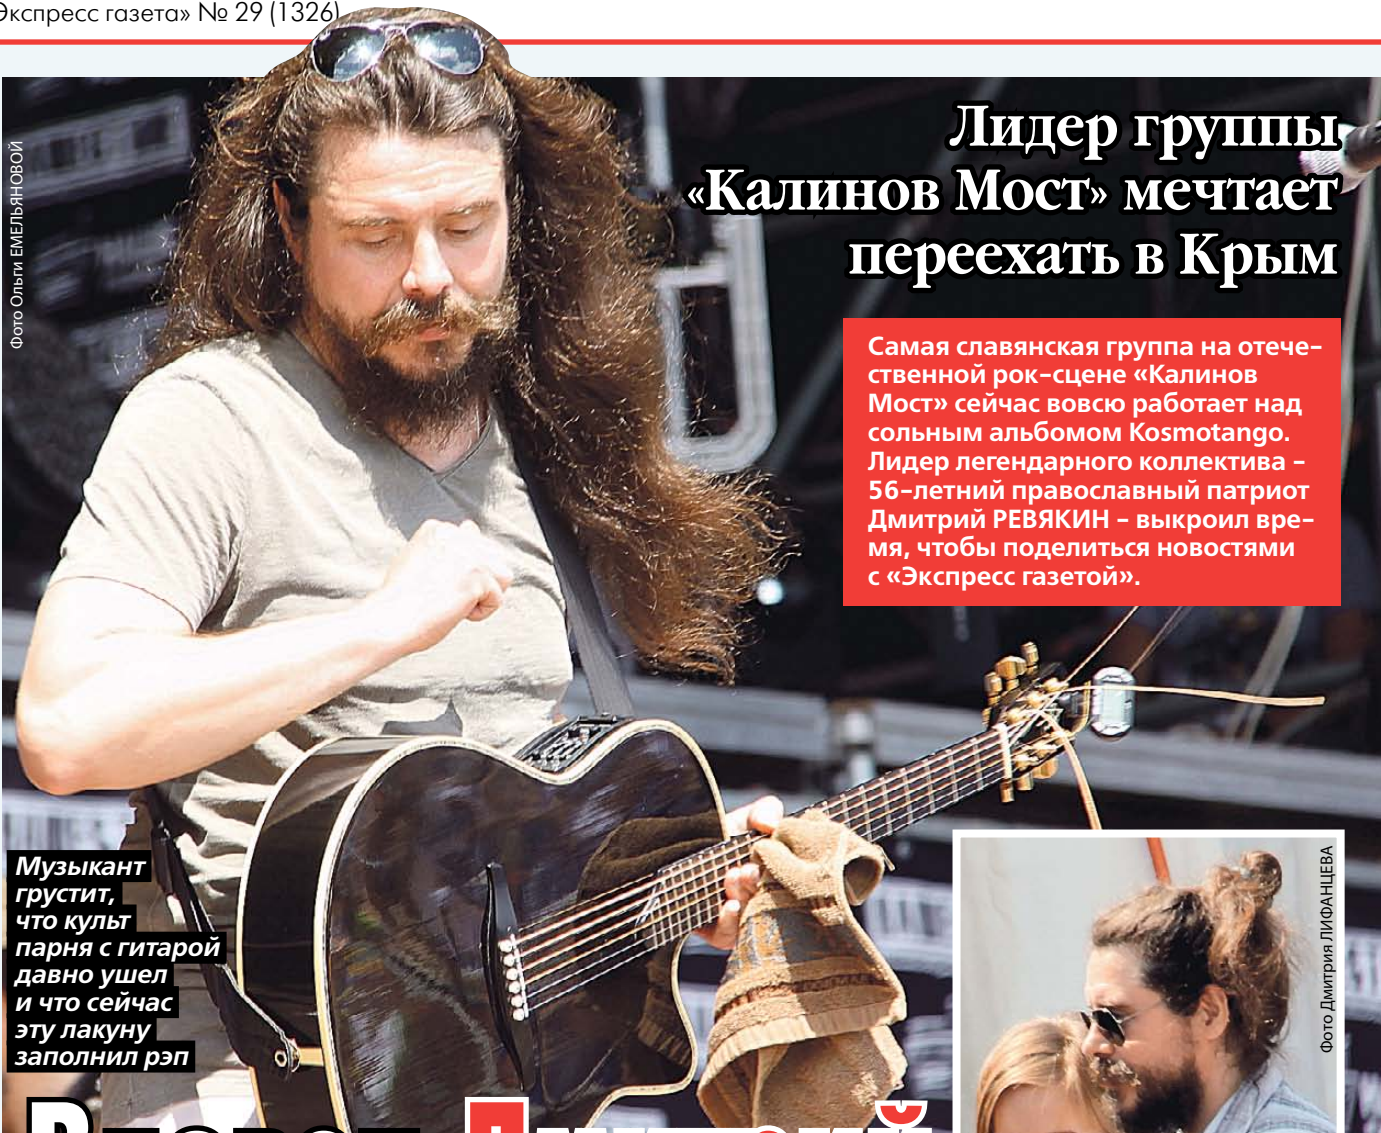 Экспресс газета» № 29 (1326)
Фото Ольги ЕМЕЛЬЯНОВОЙ
Лидер группы
«Калинов Мост» мечтает
переехать в Крым
Самая славянская группа на отече-
ственной рок-сцене «Калинов
Мост» сейчас вовсю работает над
сольным альбомом Kosmotango.
Лидер легендарного коллектива –
56-летний православный патриот
Дмитрий РЕВЯКИН – выкроил вре-
мя, чтобы поделиться новостями
с «Экспресс газетой».
Музыкант
грустит,
что культ
парня с гитарой
давно ушел
и что сейчас
эту лакуну
заполнил рэп
Фото Дмитрия ЛИФАНЦЕВА